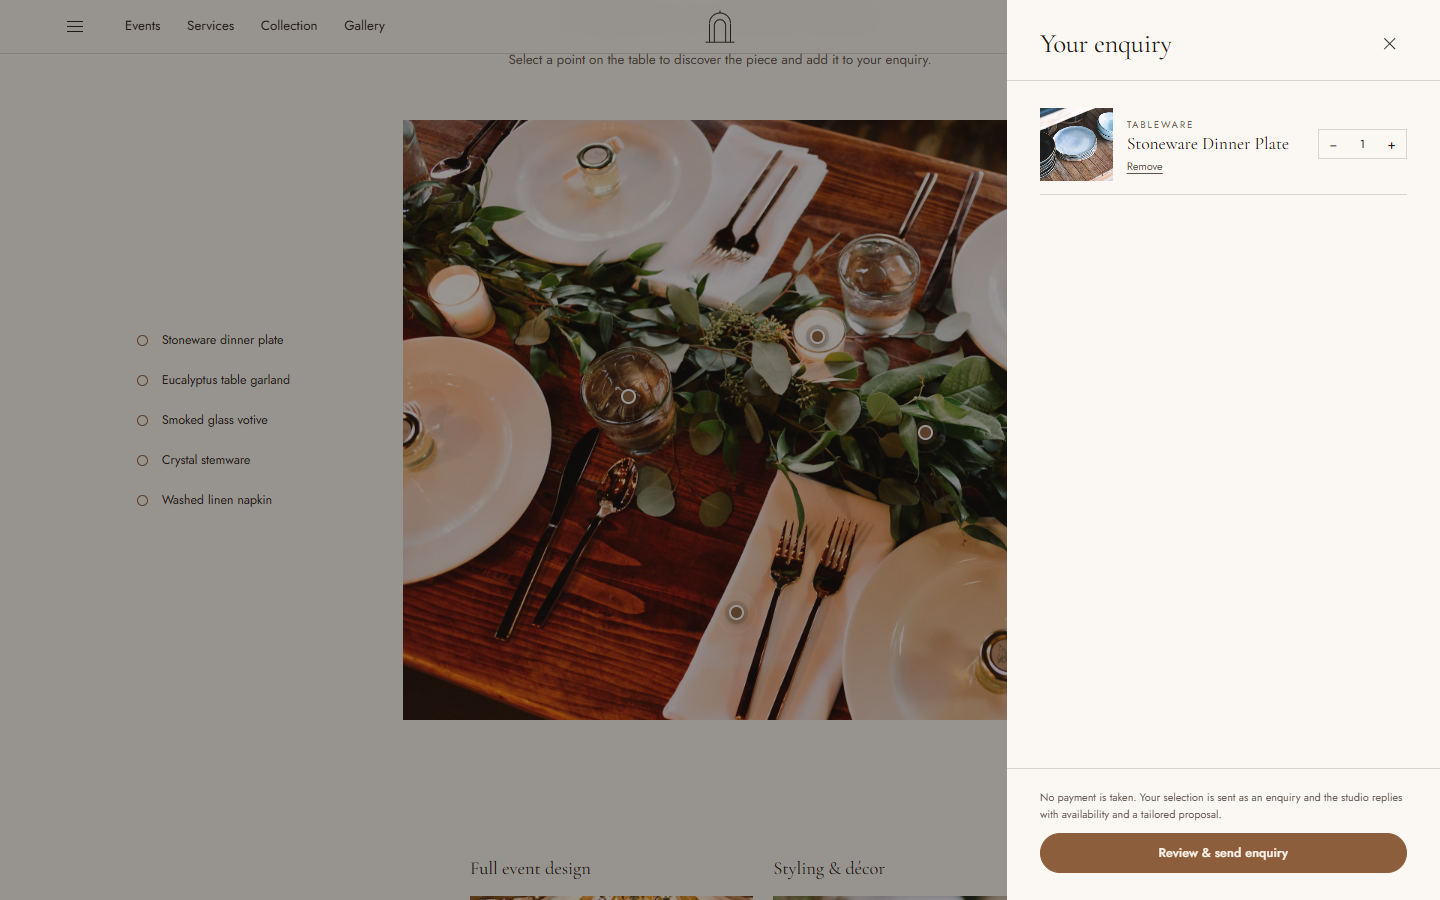 Events
Services
Collection
Gallery
Select a point on the table to discover the piece and add it to your enquiry.
Stoneware dinner plate
Eucalyptus table garland
Smoked glass votive
Crystal stemware
Washed linen napkin
Full event design
Styling & décor
Your enquiry
TABLEWARE
Stoneware Dinner Plate
Remove
− 1 +
No payment is taken. Your selection is sent as an enquiry and the studio replies
with availability and a tailored proposal.
Review & send enquiry